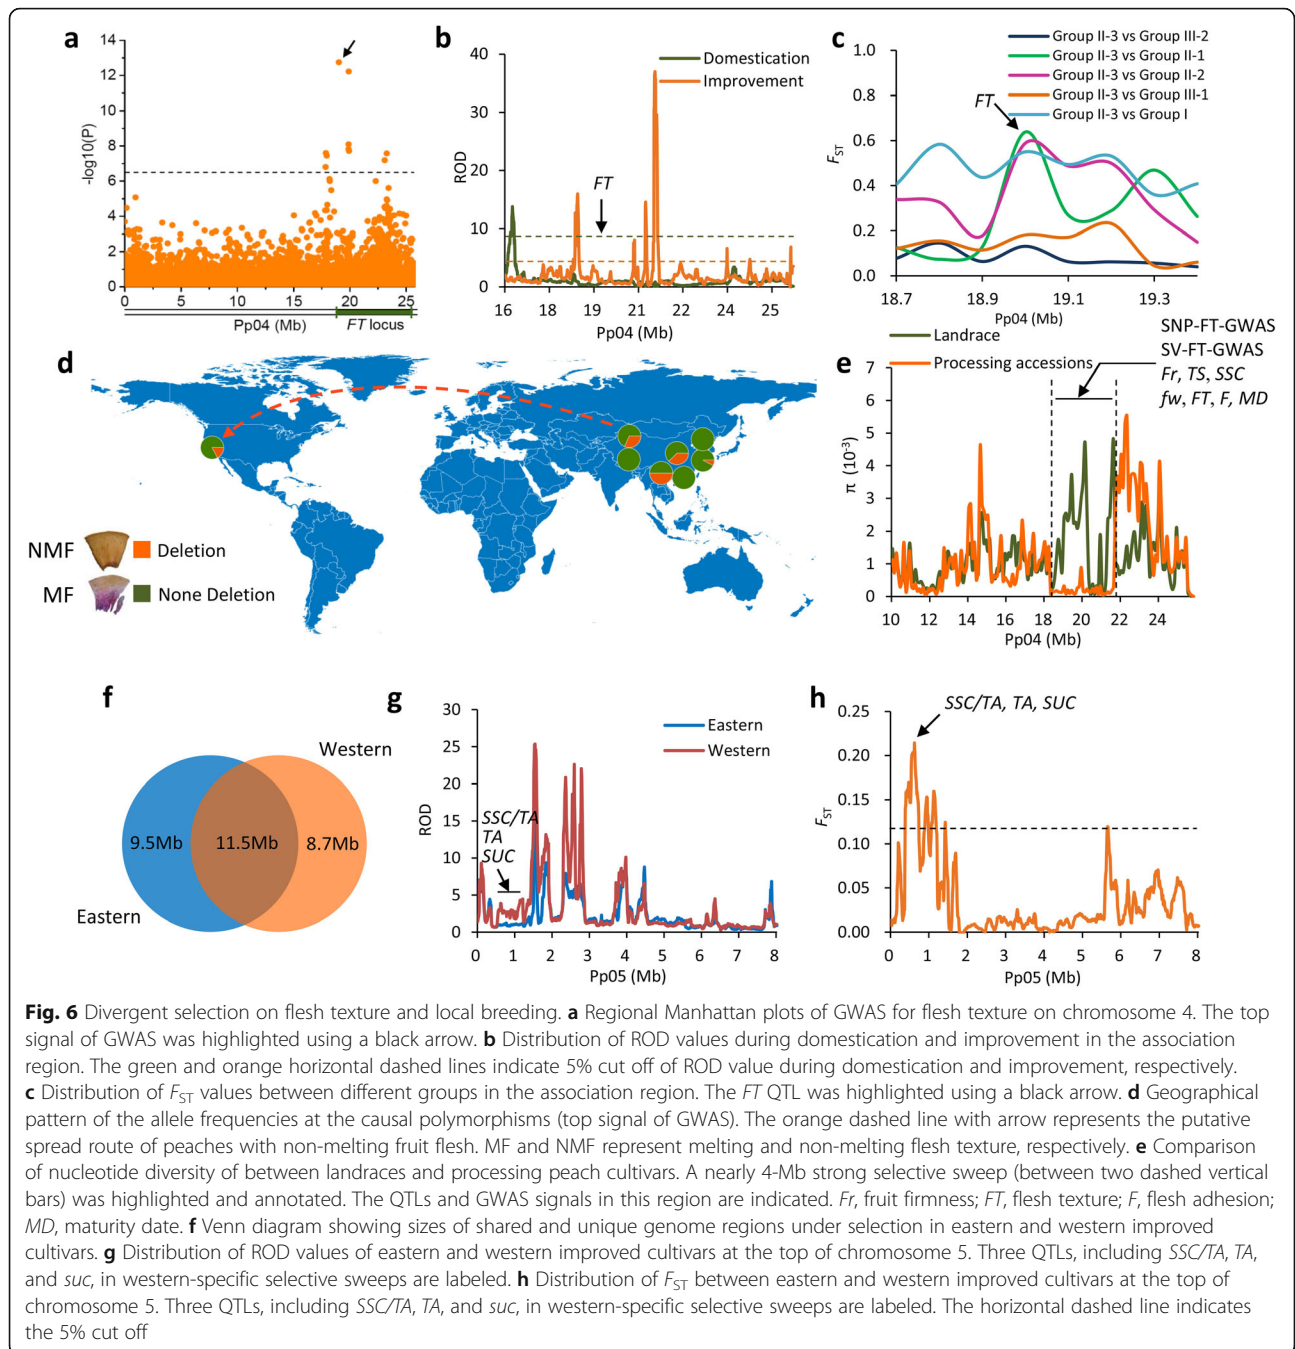 a
14
12
10
8
6
4
2
0
-log10(P)
0 5 10 15 20 25
Pp04 (Mb) FT locus
b
40
30
20
10
0
ROD
Domestication
Improvement
FT
16 18 19 21 22 24 25
Pp04 (Mb)
c
1.0
0.8
0.6
0.4
0.2
0.0
FST
Group II-3 vs Group III-2
Group II-3 vs Group II-1
Group II-3 vs Group II-2
Group II-3 vs Group III-1
Group II-3 vs Group I
FT
18.7 18.9 19.1 19.3
Pp04 (Mb)
d
NMF Deletion
MF None Deletion
e
Landrace
Processing accessions
SNP-FT-GWAS
SV-FT-GWAS
Fr, TS, SSC
fw, FT, F, MD
7
6
5
4
3
2
1
0
π (10-3)
10 12 14 16 18 20 22 24
Pp04 (Mb)
f
Western
9.5Mb 11.5Mb 8.7Mb
Eastern
g
30
25
20
15
10
5
0
ROD
Eastern
Western
SSC/TA
TA
SUC
0 1 2 3 4 5 6 7 8
Pp05 (Mb)
h
0.25
0.20
0.15
0.10
0.05
0.00
FST
SSC/TA, TA, SUC
0 1 2 3 4 5 6 7 8
Pp05 (Mb)
Fig. 6 Divergent selection on flesh texture and local breeding. a Regional Manhattan plots of GWAS for flesh texture on chromosome 4. The top
signal of GWAS was highlighted using a black arrow. b Distribution of ROD values during domestication and improvement in the association
region. The green and orange horizontal dashed lines indicate 5% cut off of ROD value during domestication and improvement, respectively.
c Distribution of FST values between different groups in the association region. The FT QTL was highlighted using a black arrow. d Geographical
pattern of the allele frequencies at the causal polymorphisms (top signal of GWAS). The orange dashed line with arrow represents the putative
spread route of peaches with non-melting fruit flesh. MF and NMF represent melting and non-melting flesh texture, respectively. e Comparison
of nucleotide diversity of between landraces and processing peach cultivars. A nearly 4-Mb strong selective sweep (between two dashed vertical
bars) was highlighted and annotated. The QTLs and GWAS signals in this region are indicated. Fr, fruit firmness; FT, flesh texture; F, flesh adhesion;
MD, maturity date. f Venn diagram showing sizes of shared and unique genome regions under selection in eastern and western improved
cultivars. g Distribution of ROD values of eastern and western improved cultivars at the top of chromosome 5. Three QTLs, including SSC/TA, TA,
and suc, in western-specific selective sweeps are labeled. h Distribution of FST between eastern and western improved cultivars at the top of
chromosome 5. Three QTLs, including SSC/TA, TA, and suc, in western-specific selective sweeps are labeled. The horizontal dashed line indicates
the 5% cut off